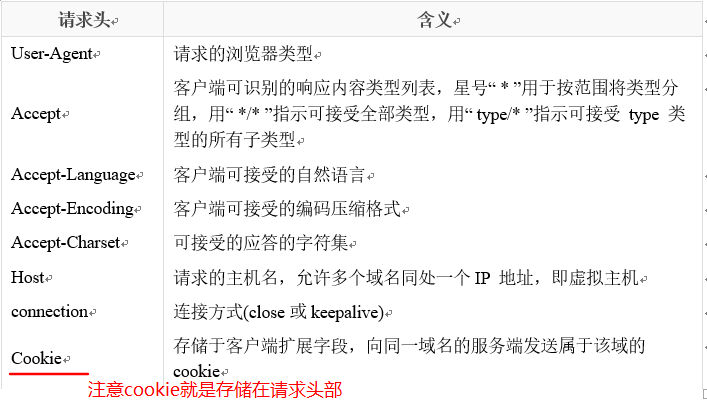 请求头 含义
User-Agent 请求的浏览器类型
客户端可识别的响应内容类型列表，星号“ * ”用于按范围将类型分
Accept 组，用“ */* ”指示可接受全部类型，用“ type/* ”指示可接受 type 类
型的所有子类型
Accept-Language 客户端可接受的自然语言
Accept-Encoding 客户端可接受的编码压缩格式
Accept-Charset 可接受的应答的字符集
Host 请求的主机名，允许多个域名同处一个IP 地址，即虚拟主机
connection 连接方式(close 或 keepalive)
存储于客户端扩展字段，向同一域名的服务端发送属于该域的
Cookie cookie
注意cookie就是存储在请求头部